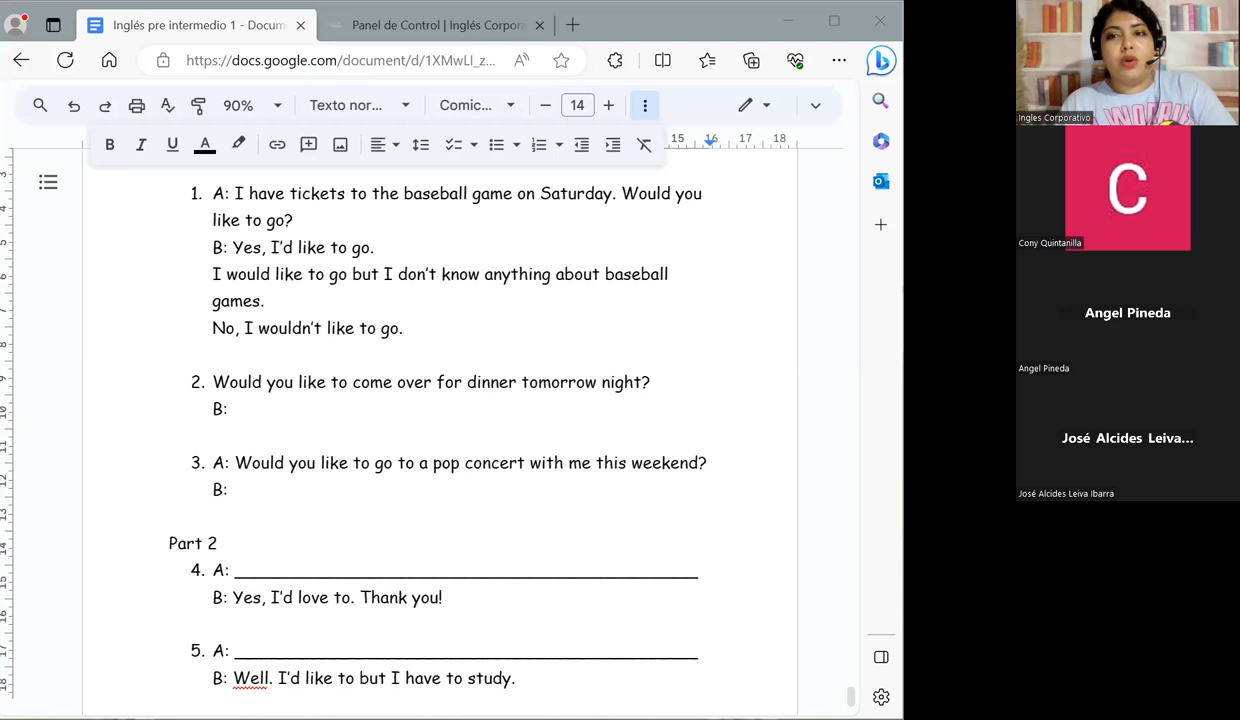 Inglés pre intermedio 1 - Docum
Panel de Control | Inglés Corpora
https://docs.google.com/document/d/1XMwLI_z...
90%
Texto nor...
Comic...
14
15 16 17 18
1. A: I have tickets to the baseball game on Saturday. Would you
like to go?
B: Yes, I'd like to go.
I would like to go but I don't know anything about baseball
games.
No, I wouldn't like to go.
2. Would you like to come over for dinner tomorrow night?
B:
3. A: Would you like to go to a pop concert with me this weekend?
B:
Part 2
4. A: ______________________________________________
B: Yes, I'd love to. Thank you!
5. A: ______________________________________________
B: Well. I'd like to but I have to study.
Ingles Corporativo
C
Cony Quintanilla
Angel Pineda
Angel Pineda
José Alcides Leiva...
José Alcides Leiva Ibarra